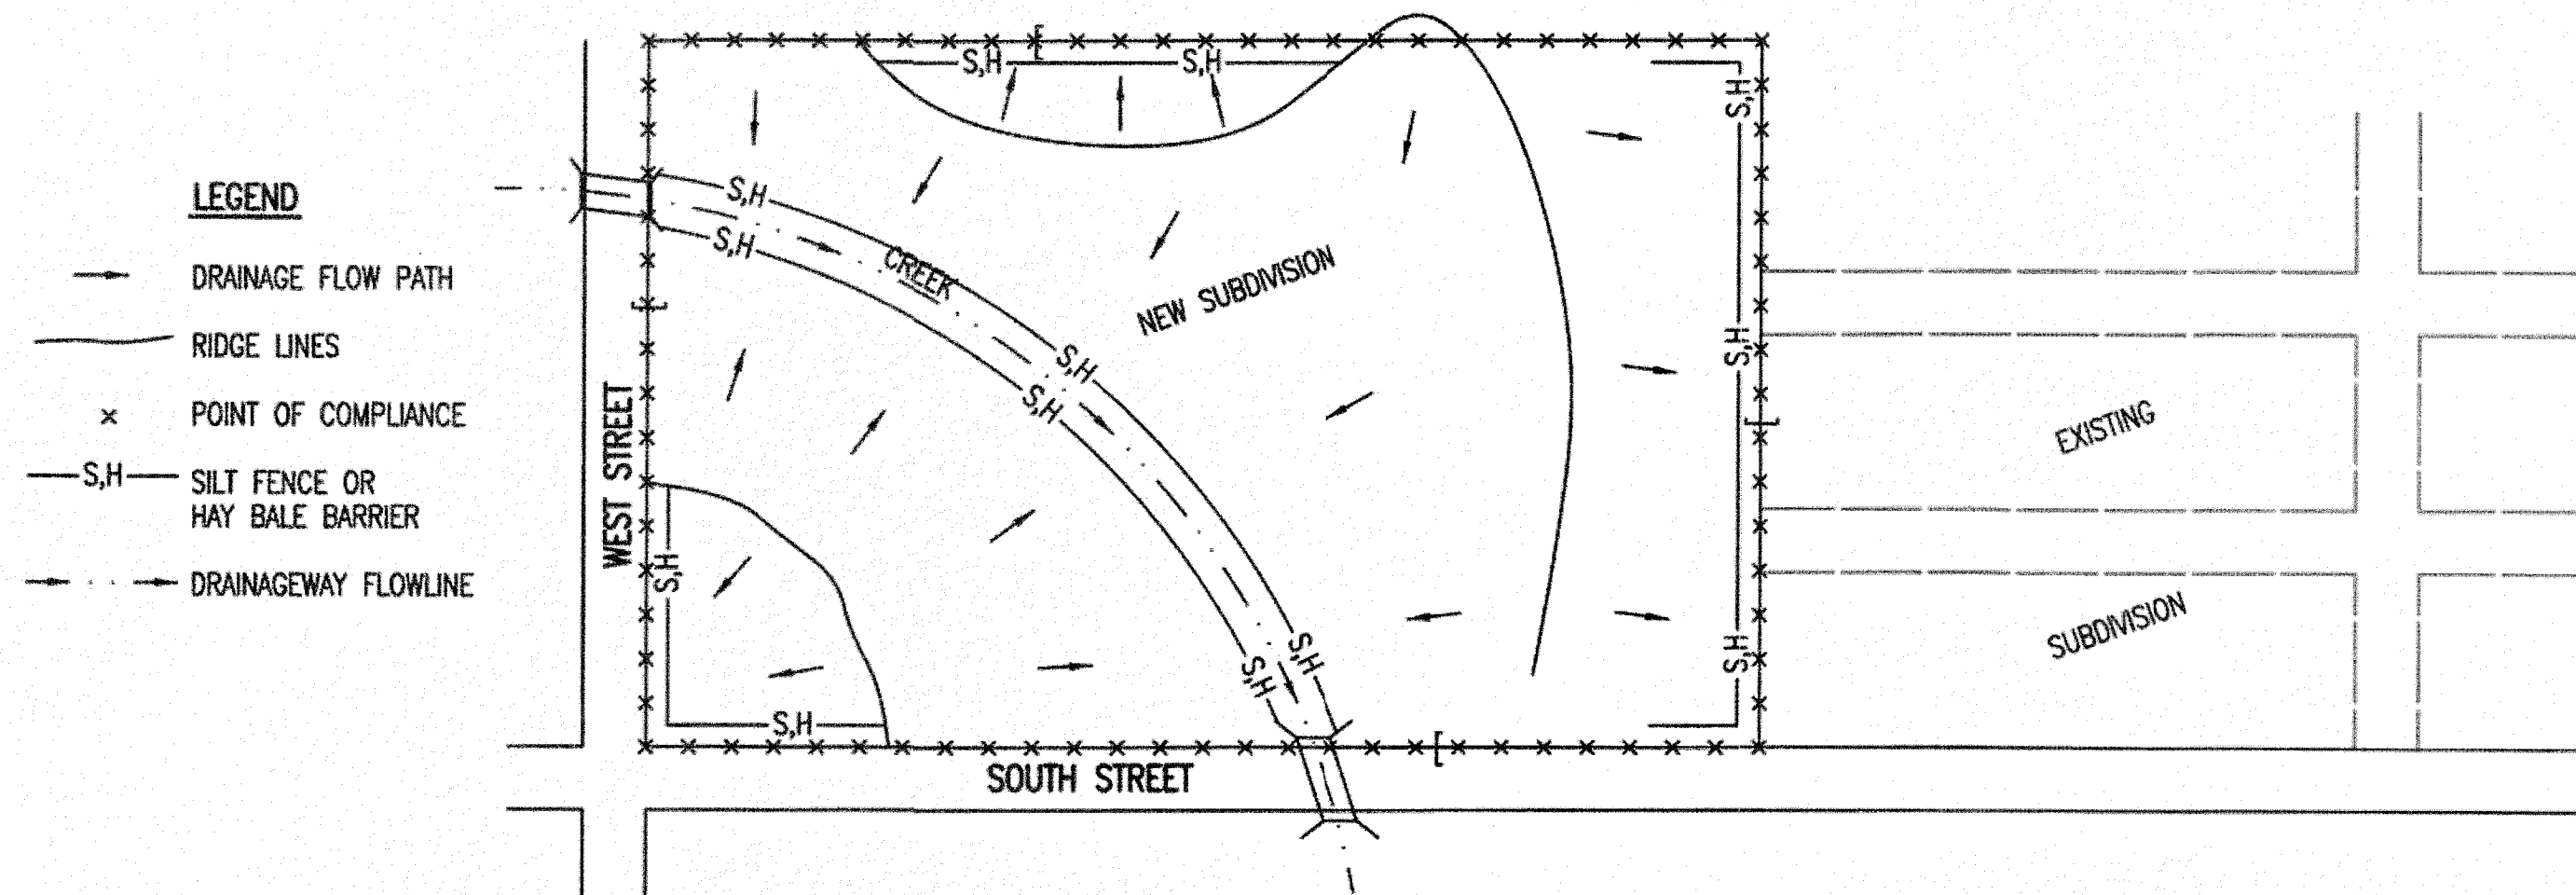 LEGEND
DRAINAGE FLOW PATH
RIDGE LINES
× POINT OF COMPLIANCE
S,H SILT FENCE OR
HAY BALE BARRIER
DRAINAGEWAY FLOWLINE
S,H
S,H
S,H
S,H
S,H
CREEK
NEW SUBDIVISION
S,H
S,H
S,H
WEST STREET
EXISTING
S,H
SUBDIVISION
S,H
S,H
S,H
S,H
SOUTH STREET